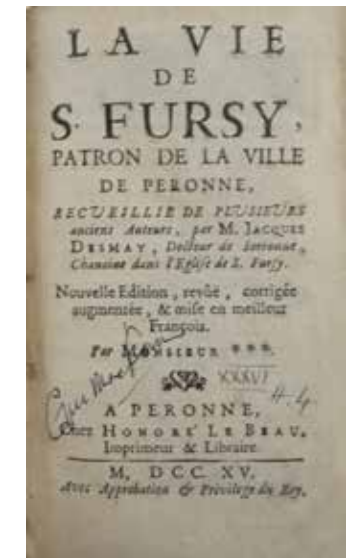 LA VIE
DE
S. FURSY,
PATRON DE LA VILLE
DE PERONNE,
RECUEILLIE DE PLUSIEURS
anciens Auteurs, par M. JACQUES
DESMAY, Docteur de Sorbonne,
Chanoine dans l'Eglise de S. Fursy.
Nouvelle Edition, revûë, corrigée
augmentée, & mise en meilleur
François.
Par MONSIEUR ***.
XXXVI
A PERONNE,
Chez HONORE' LE BEAU,
Imprimeur & Libraire.
M, DCC. XV.
Avec Approbation & Privilege du Roy.